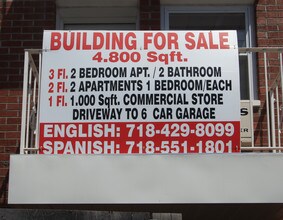 BUILDING FOR SALE
4.800 Sqft.
3 Fl. 2 BEDROOM APT. / 2 BATHROOM
2 Fl. 2 APARTMENTS 1 BEDROOM/EACH
1 Fl. 1.000 Sqft. COMMERCIAL STORE
DRIVEWAY TO 6 CAR GARAGE
ENGLISH: 718-429-8099
SPANISH: 718-551-1801